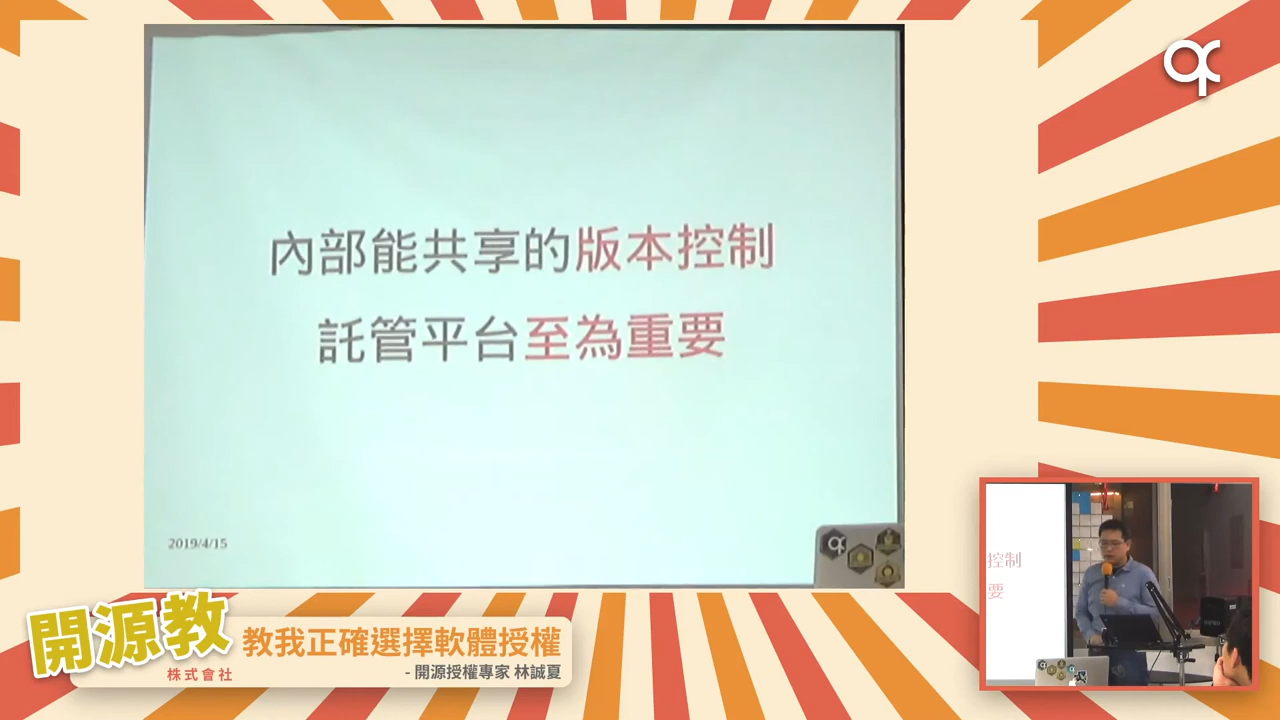 內部能共享的版本控制
託管平台至為重要
2019/4/15
控制
要
開源教
株式會社
教我正確選擇軟體授權
- 開源授權專家 林誠夏